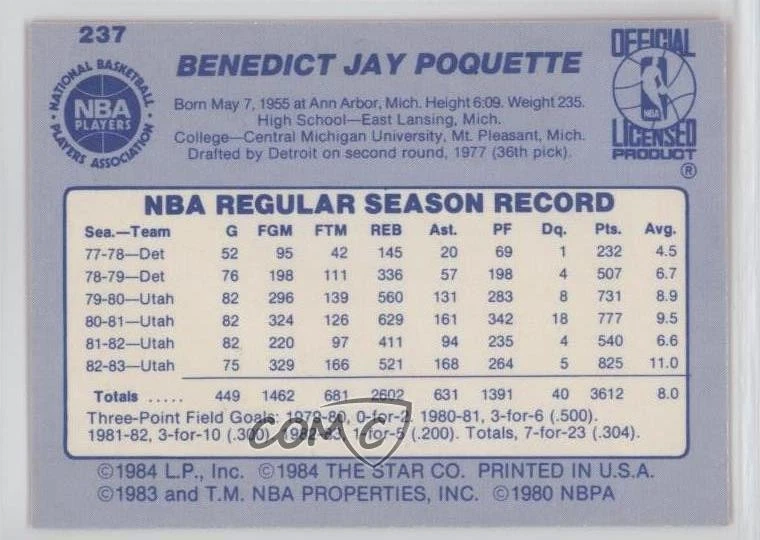 237
NATIONAL BASKETBALL
NBA
PLAYERS
PLAYERS ASSOCIATION
BENEDICT JAY POQUETTE
OFFICIAL
NBA
LICENSED
PRODUCT
®
Born May 7, 1955 at Ann Arbor, Mich. Height 6:09. Weight 235.
High School—East Lansing, Mich.
College—Central Michigan University, Mt. Pleasant, Mich.
Drafted by Detroit on second round, 1977 (36th pick).
NBA REGULAR SEASON RECORD
Sea.—Team G FGM FTM REB Ast. PF Dq. Pts. Avg.
77-78—Det 52 95 42 145 20 69 1 232 4.5
78-79—Det 76 198 111 336 57 198 4 507 6.7
79-80—Utah 82 296 139 560 131 283 8 731 8.9
80-81—Utah 82 324 126 629 161 342 18 777 9.5
81-82—Utah 82 220 97 411 94 235 4 540 6.6
82-83—Utah 75 329 166 521 168 264 5 825 11.0
Totals ..... 449 1462 681 2602 631 1391 40 3612 8.0
Three-Point Field Goals: 1979-80, 0-for-2. 1980-81, 3-for-6 (.500).
1981-82, 3-for-10 (.300). 1982-83, 1-for-5 (.200). Totals, 7-for-23 (.304).
COMC
©1984 L.P., Inc. ©1984 THE STAR CO. PRINTED IN U.S.A.
©1983 and T.M. NBA PROPERTIES, INC. ©1980 NBPA